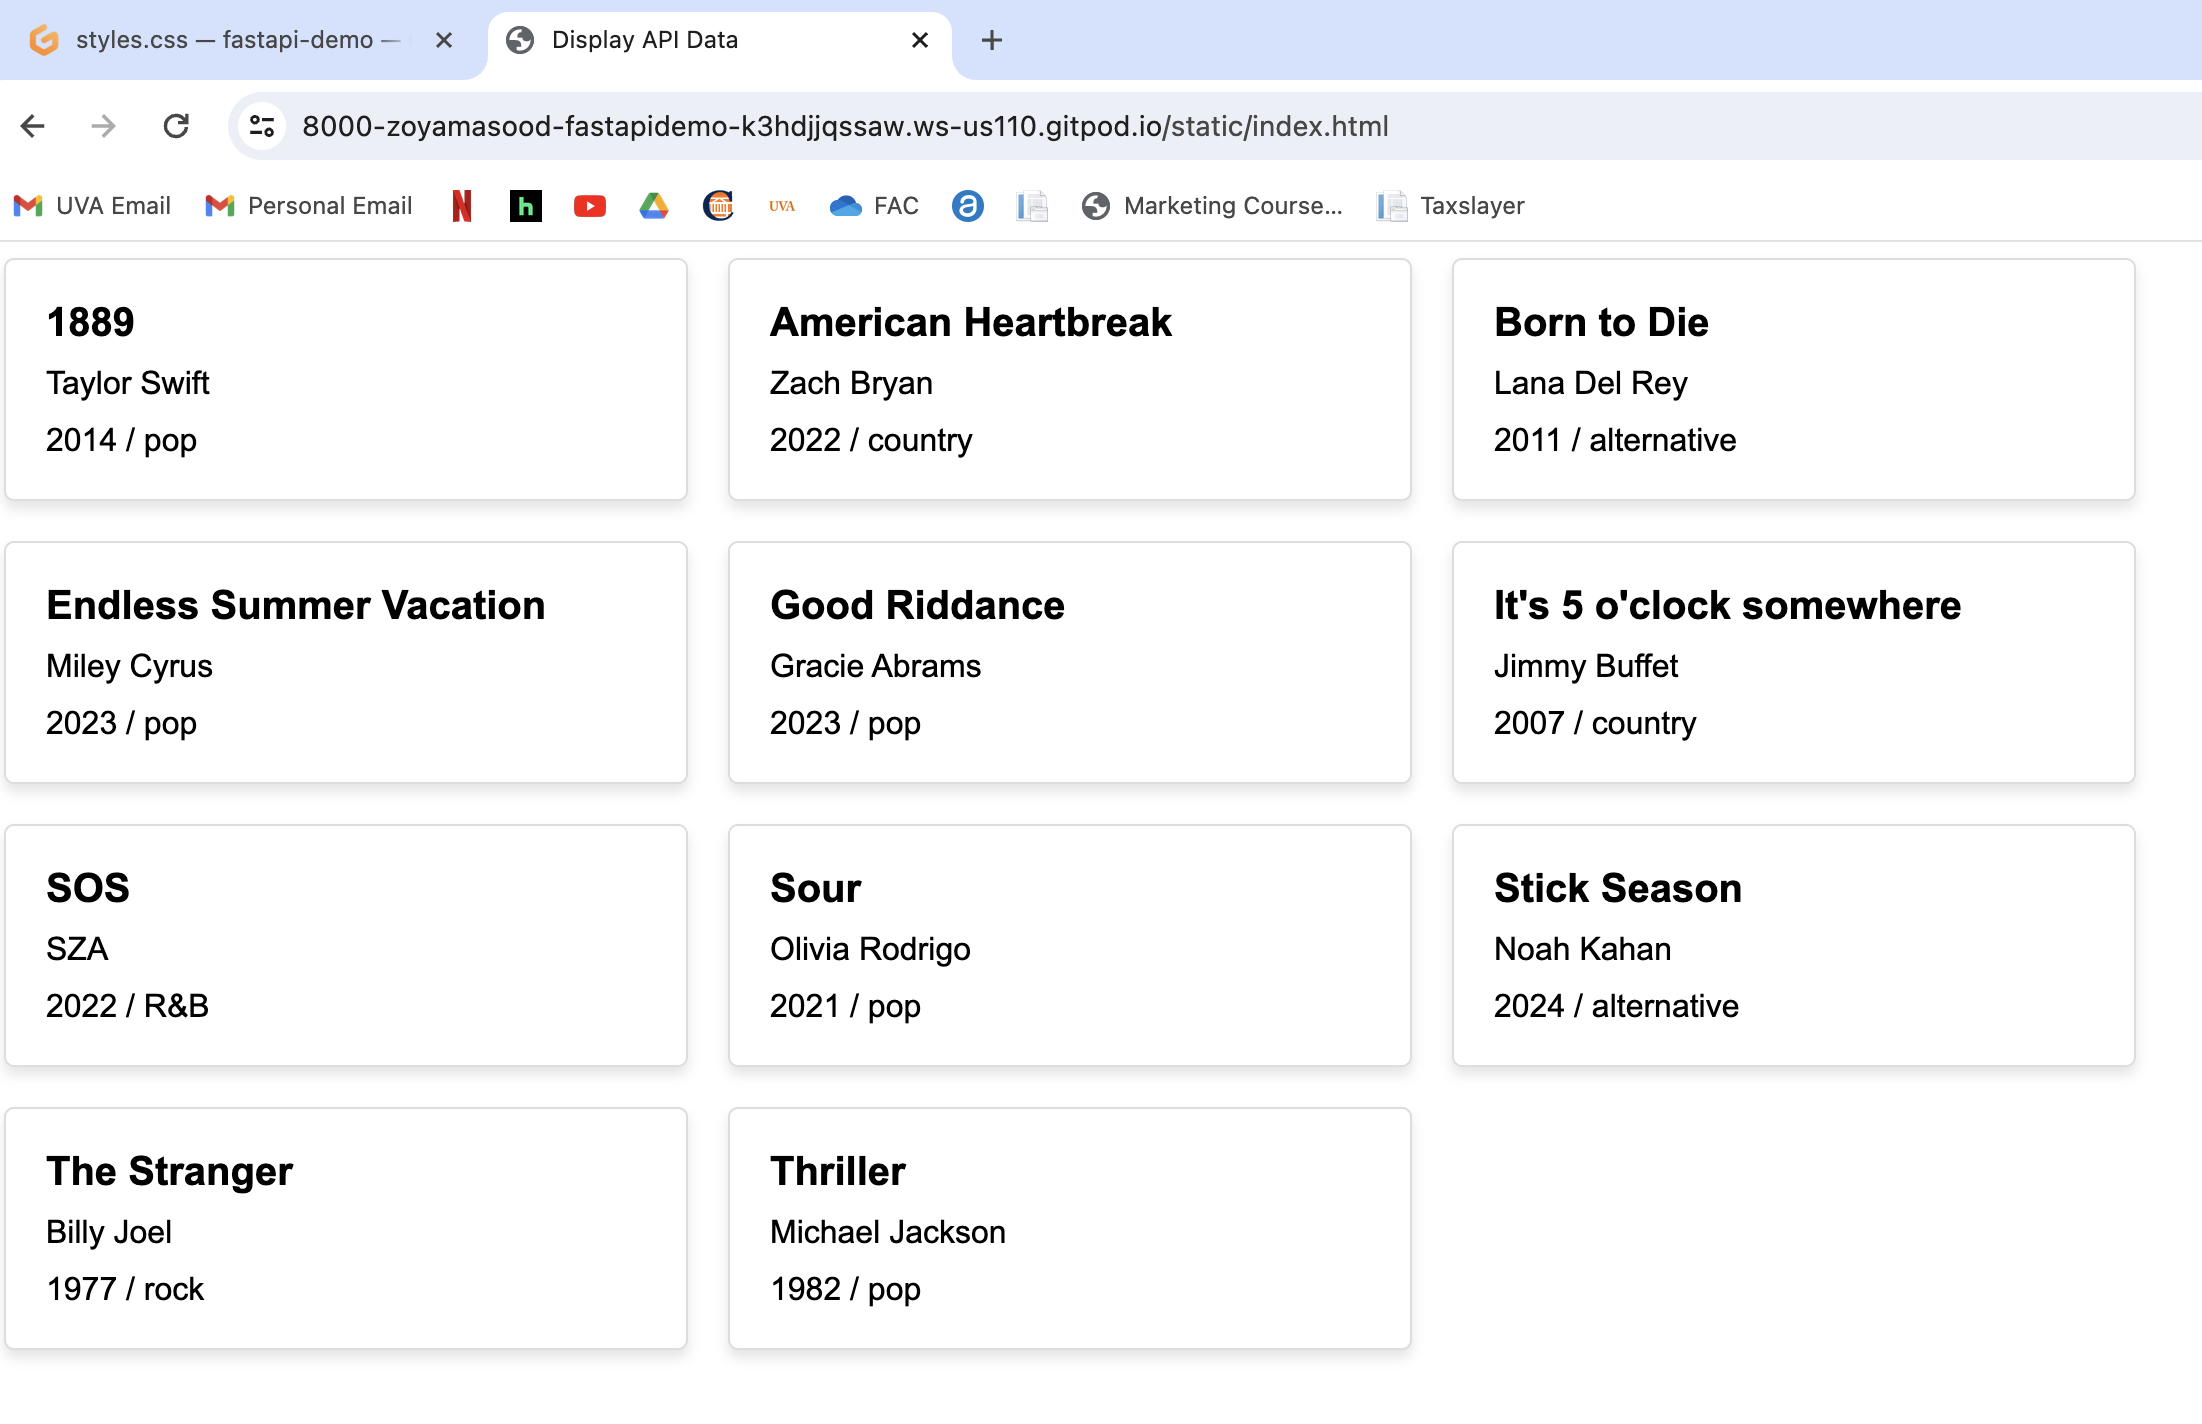 styles.css — fastapi-demo —
Display API Data
8000-zoyamasood-fastapidemo-k3hdjjqssaw.ws-us110.gitpod.io/static/index.html
UVA Email Personal Email N h UVA FAC a Marketing Course... Taxslayer
1889
Taylor Swift
2014 / pop
American Heartbreak
Zach Bryan
2022 / country
Born to Die
Lana Del Rey
2011 / alternative
Endless Summer Vacation
Miley Cyrus
2023 / pop
Good Riddance
Gracie Abrams
2023 / pop
It's 5 o'clock somewhere
Jimmy Buffet
2007 / country
SOS
SZA
2022 / R&B
Sour
Olivia Rodrigo
2021 / pop
Stick Season
Noah Kahan
2024 / alternative
The Stranger
Billy Joel
1977 / rock
Thriller
Michael Jackson
1982 / pop